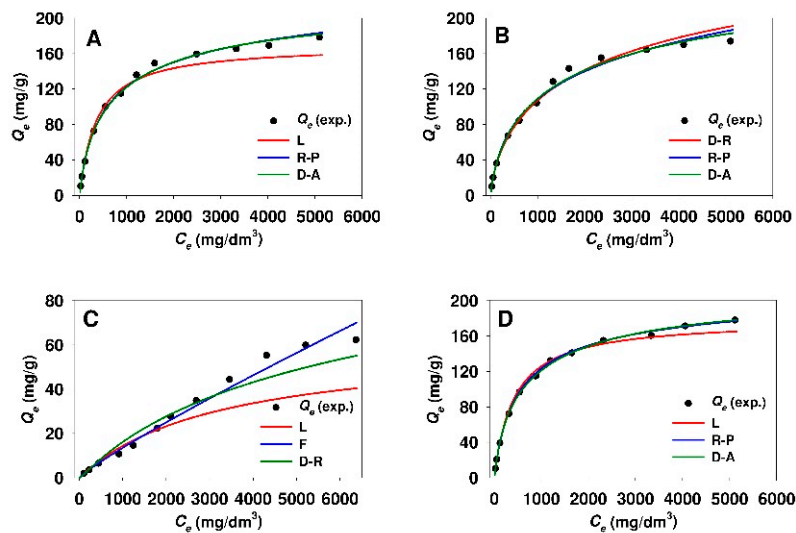 A
Qe (mg/g)
200
160
120
80
40
0
Qe (exp.)
L
R-P
D-A
0 1000 2000 3000 4000 5000 6000
Ce (mg/dm³)
B
Qe (mg/g)
200
160
120
80
40
0
Qe (exp.)
D-R
R-P
D-A
0 1000 2000 3000 4000 5000 6000
Ce (mg/dm³)
C
Qe (mg/g)
80
60
40
20
0
Qe (exp.)
L
F
D-R
0 1000 2000 3000 4000 5000 6000
Ce (mg/dm³)
D
Qe (mg/g)
200
160
120
80
40
0
Qe (exp.)
L
R-P
D-A
0 1000 2000 3000 4000 5000 6000
Ce (mg/dm³)